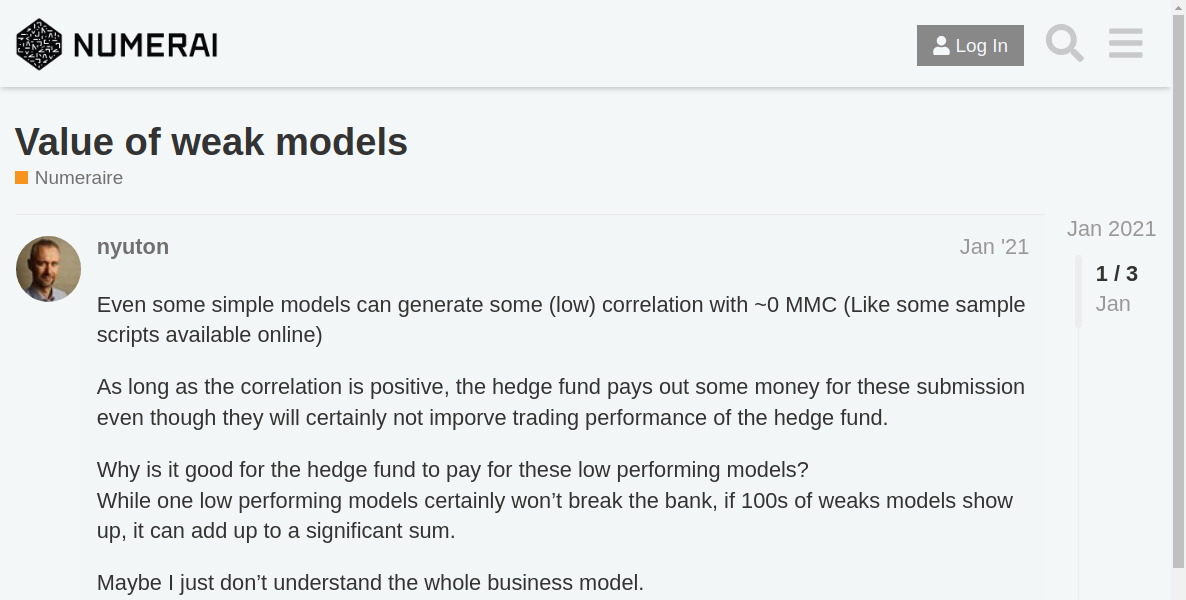 NUMERAI
Log In
Value of weak models
Numeraire
nyuton
Jan '21
Even some simple models can generate some (low) correlation with ~0 MMC (Like some sample
scripts available online)
As long as the correlation is positive, the hedge fund pays out some money for these submission
even though they will certainly not imporve trading performance of the hedge fund.
Why is it good for the hedge fund to pay for these low performing models?
While one low performing models certainly won’t break the bank, if 100s of weaks models show
up, it can add up to a significant sum.
Maybe I just don’t understand the whole business model.
Jan 2021
1 / 3
Jan